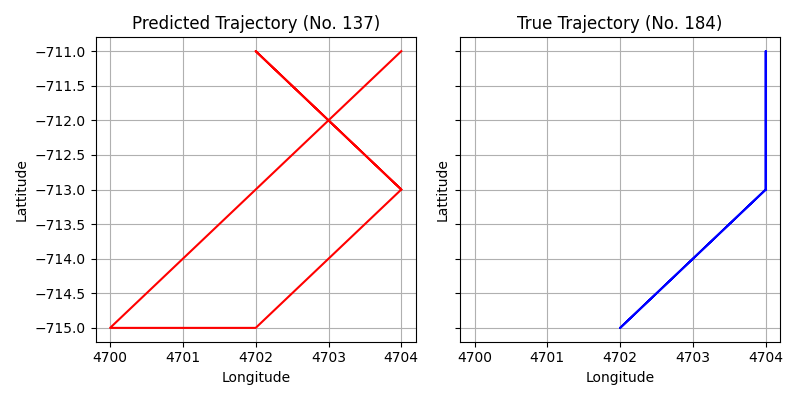 Predicted Trajectory (No. 137)
True Trajectory (No. 184)
−711.0
−711.5
−712.0
−712.5
−713.0
−713.5
−714.0
−714.5
−715.0
Lattitude
Lattitude
4700 4701 4702 4703 4704
4700 4701 4702 4703 4704
Longitude
Longitude